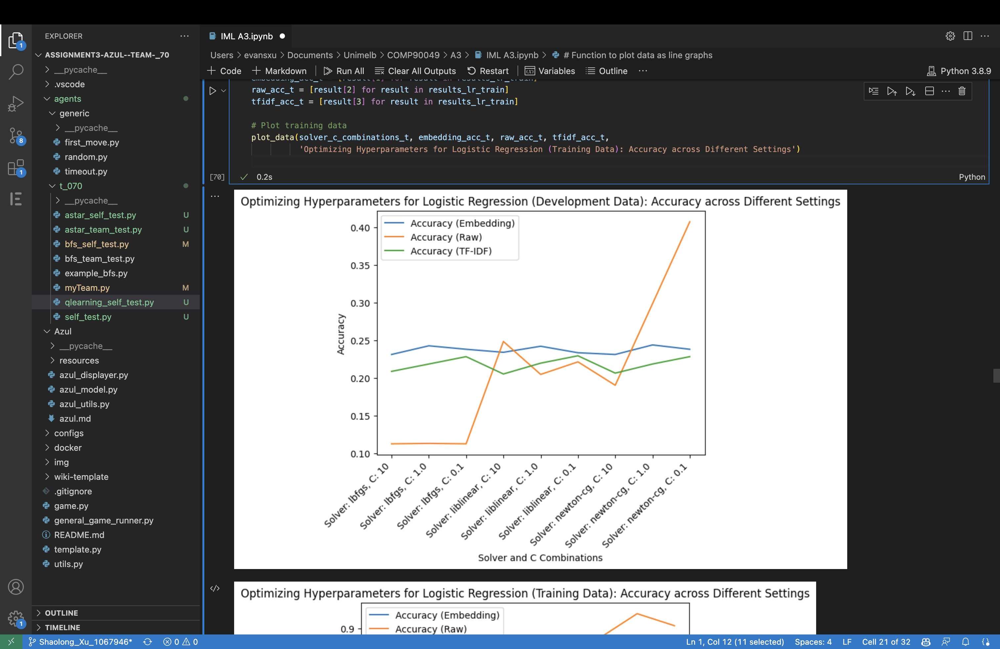 EXPLORER
ASSIGNMENT3-AZUL--TEAM-_70
__pycache__
.vscode
agents
generic
__pycache__
first_move.py
random.py
timeout.py
t_070
__pycache__
astar_self_test.py U
astar_team_test.py U
bfs_self_test.py M
bfs_team_test.py
example_bfs.py
myTeam.py M
qlearning_self_test.py U
self_test.py U
Azul
__pycache__
resources
azul_displayer.py
azul_model.py
azul_utils.py
azul.md
configs
docker
img
wiki-template
.gitignore
game.py
general_game_runner.py
README.md
template.py
utils.py
OUTLINE
TIMELINE
1
8
1
1
IML A3.ipynb
Users > evansxu > Documents > Unimelb > COMP90049 > A3 > IML A3.ipynb > # Function to plot data as line graphs
Code Markdown Run All Clear All Outputs Restart Variables Outline Python 3.8.9
embedding_acc_t = [result[1] for result in results_lr_train]
raw_acc_t = [result[2] for result in results_lr_train]
tfidf_acc_t = [result[3] for result in results_lr_train]
# Plot training data
plot_data(solver_c_combinations_t, embedding_acc_t, raw_acc_t, tfidf_acc_t,
'Optimizing Hyperparameters for Logistic Regression (Training Data): Accuracy across Different Settings')
[70] 0.2s Python
Optimizing Hyperparameters for Logistic Regression (Development Data): Accuracy across Different Settings
Accuracy (Embedding)
Accuracy (Raw)
Accuracy (TF-IDF)
0.40
0.35
0.30
0.25
0.20
0.15
0.10
Accuracy
Solver: lbfgs, C: 10
Solver: lbfgs, C: 1.0
Solver: lbfgs, C: 0.1
Solver: liblinear, C: 10
Solver: liblinear, C: 1.0
Solver: liblinear, C: 0.1
Solver: newton-cg, C: 10
Solver: newton-cg, C: 1.0
Solver: newton-cg, C: 0.1
Solver and C Combinations
Optimizing Hyperparameters for Logistic Regression (Training Data): Accuracy across Different Settings
Accuracy (Embedding)
Accuracy (Raw)
0.9
Shaolong_Xu_1067946* 0 0 Ln 1, Col 12 (11 selected) Spaces: 4 LF Cell 21 of 32